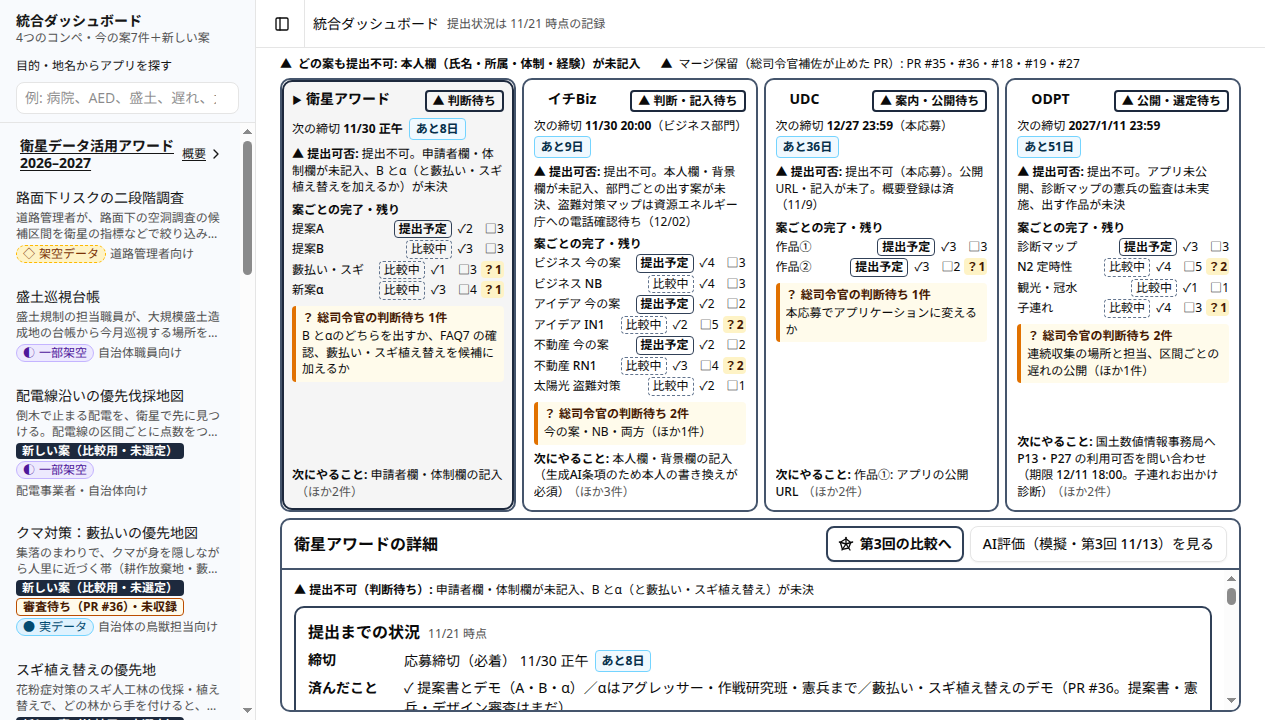 統合ダッシュボード
4つのコンペ・今の案7件＋新しい案
目的・地名からアプリを探す
例: 病院、AED、盛土、遅れ、
衛星データ活用アワード
2026–2027
概要
路面下リスクの二段階調査
道路管理者が、路面下の空洞調査の候
補区間を衛星の指標などで絞り込み…
◇ 架空データ 道路管理者向け
盛土巡視台帳
盛土規制の担当職員が、大規模盛土造
成地の台帳から今月巡視する場所を…
◐ 一部架空 自治体職員向け
配電線沿いの優先伐採地図
倒木で止まる配電を、衛星で先に見つ
ける。配電線の区間ごとに点数をつ…
新しい案（比較用・未選定）
◐ 一部架空
配電事業者・自治体向け
クマ対策：藪払いの優先地図
集落のまわりで、クマが身を隠しなが
ら人里に近づく帯（耕作放棄地・藪…
新しい案（比較用・未選定）
審査待ち（PR #36）・未収録
● 実データ 自治体の鳥獣担当向け
スギ植え替えの優先地
花粉症対策のスギ人工林の伐採・植え
替えで、どの林から手を付けると、…
統合ダッシュボード 提出状況は 11/21 時点の記録
▲ どの案も提出不可: 本人欄（氏名・所属・体制・経験）が未記入 ▲ マージ保留（総司令官補佐が止めた PR）: PR #35・#36・#18・#19・#27
▶ 衛星アワード ▲ 判断待ち
次の締切 11/30 正午 あと8日
▲ 提出可否: 提出不可。申請者欄・体
制欄が未記入、B とα（と藪払い・スギ
植え替えを加えるか）が未決
案ごとの完了・残り
提案A 提出予定 ✓2 ☐3
提案B 比較中 ✓3 ☐3
藪払い・スギ 比較中 ✓1 ☐3 ?1
新案α 比較中 ✓3 ☐4 ?1
? 総司令官の判断待ち 1件
B とαのどちらを出すか、FAQ7 の確
認、藪払い・スギ植え替えを候補に
加えるか
次にやること: 申請者欄・体制欄の記入
（ほか2件）
イチBiz ▲ 判断・記入待ち
次の締切 11/30 20:00（ビジネス部門）
あと9日
▲ 提出可否: 提出不可。本人欄・背景
欄が未記入、部門ごとの出す案が未
決、盗難対策マップは資源エネルギー
庁への電話確認待ち（12/02）
案ごとの完了・残り
ビジネス 今の案 提出予定 ✓4 ☐3
ビジネス NB 比較中 ✓4 ☐3
アイデア 今の案 提出予定 ✓2 ☐2
アイデア IN1 比較中 ✓2 ☐5 ?2
不動産 今の案 提出予定 ✓2 ☐2
不動産 RN1 比較中 ✓3 ☐4 ?2
太陽光 盗難対策 比較中 ✓2 ☐1
? 総司令官の判断待ち 2件
今の案・NB・両方（ほか1件）
次にやること: 本人欄・背景欄の記入
（生成AI条項のため本人の書き換えが
必須）（ほか3件）
UDC ▲ 案内・公開待ち
次の締切 12/27 23:59（本応募）
あと36日
▲ 提出可否: 提出不可（本応募）。公開
URL・記入が未了。概要登録は済
（11/9）
案ごとの完了・残り
作品① 提出予定 ✓3 ☐3
作品② 提出予定 ✓3 ☐2 ?1
? 総司令官の判断待ち 1件
本応募でアプリケーションに変える
か
次にやること: 作品①: アプリの公開
URL（ほか2件）
ODPT ▲ 公開・選定待ち
次の締切 2027/1/11 23:59
あと51日
▲ 提出可否: 提出不可。アプリ未公
開、診断マップの憲兵の監査は未実
施、出す作品が未決
案ごとの完了・残り
診断マップ 提出予定 ✓3 ☐3
N2 定時性 比較中 ✓4 ☐5 ?2
観光・冠水 比較中 ✓1 ☐1
子連れ 比較中 ✓4 ☐3 ?1
? 総司令官の判断待ち 2件
連続収集の場所と担当、区間ごとの
遅れの公開（ほか1件）
次にやること: 国土数値情報事務局へ
P13・P27 の利用可否を問い合わせ
（期限 12/11 18:00。子連れお出かけ
診断）（ほか2件）
衛星アワードの詳細 第3回の比較へ AI評価（模擬・第3回 11/13）を見る
▲ 提出不可（判断待ち）: 申請者欄・体制欄が未記入、B とα（と藪払い・スギ植え替え）が未決
提出までの状況 11/21 時点
締切 応募締切（必着） 11/30 正午 あと8日
済んだこと ✓ 提案書とデモ（A・B・α）／αはアグレッサー・作戦研究班・憲兵まで／藪払い・スギ植え替えのデモ（PR #36。提案書・憲
兵・デザイン審査はまだ）